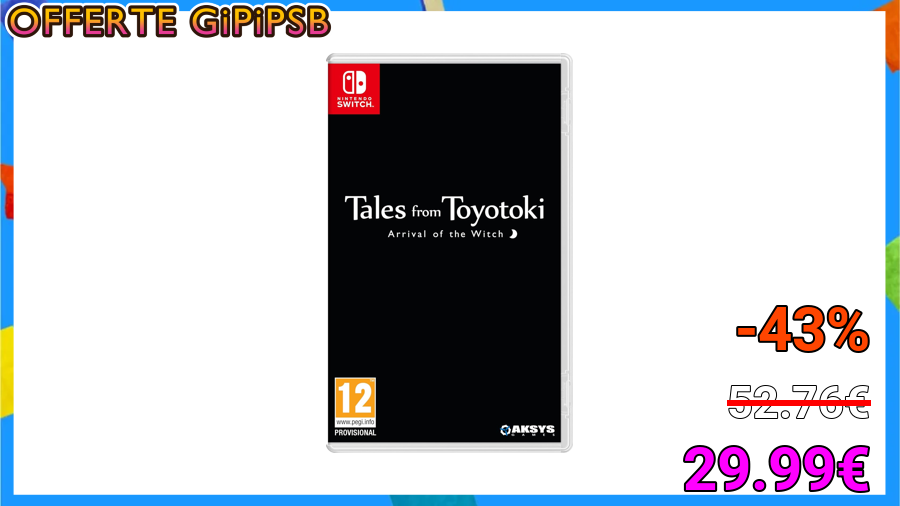 OFFERTE GiPiPSB
NINTENDO
SWITCH.
Tales from Toyotoki
Arrival of the Witch
12
www.pegi.info
PROVISIONAL
AKSYS
GAMES
-43%
52.76€
29.99€